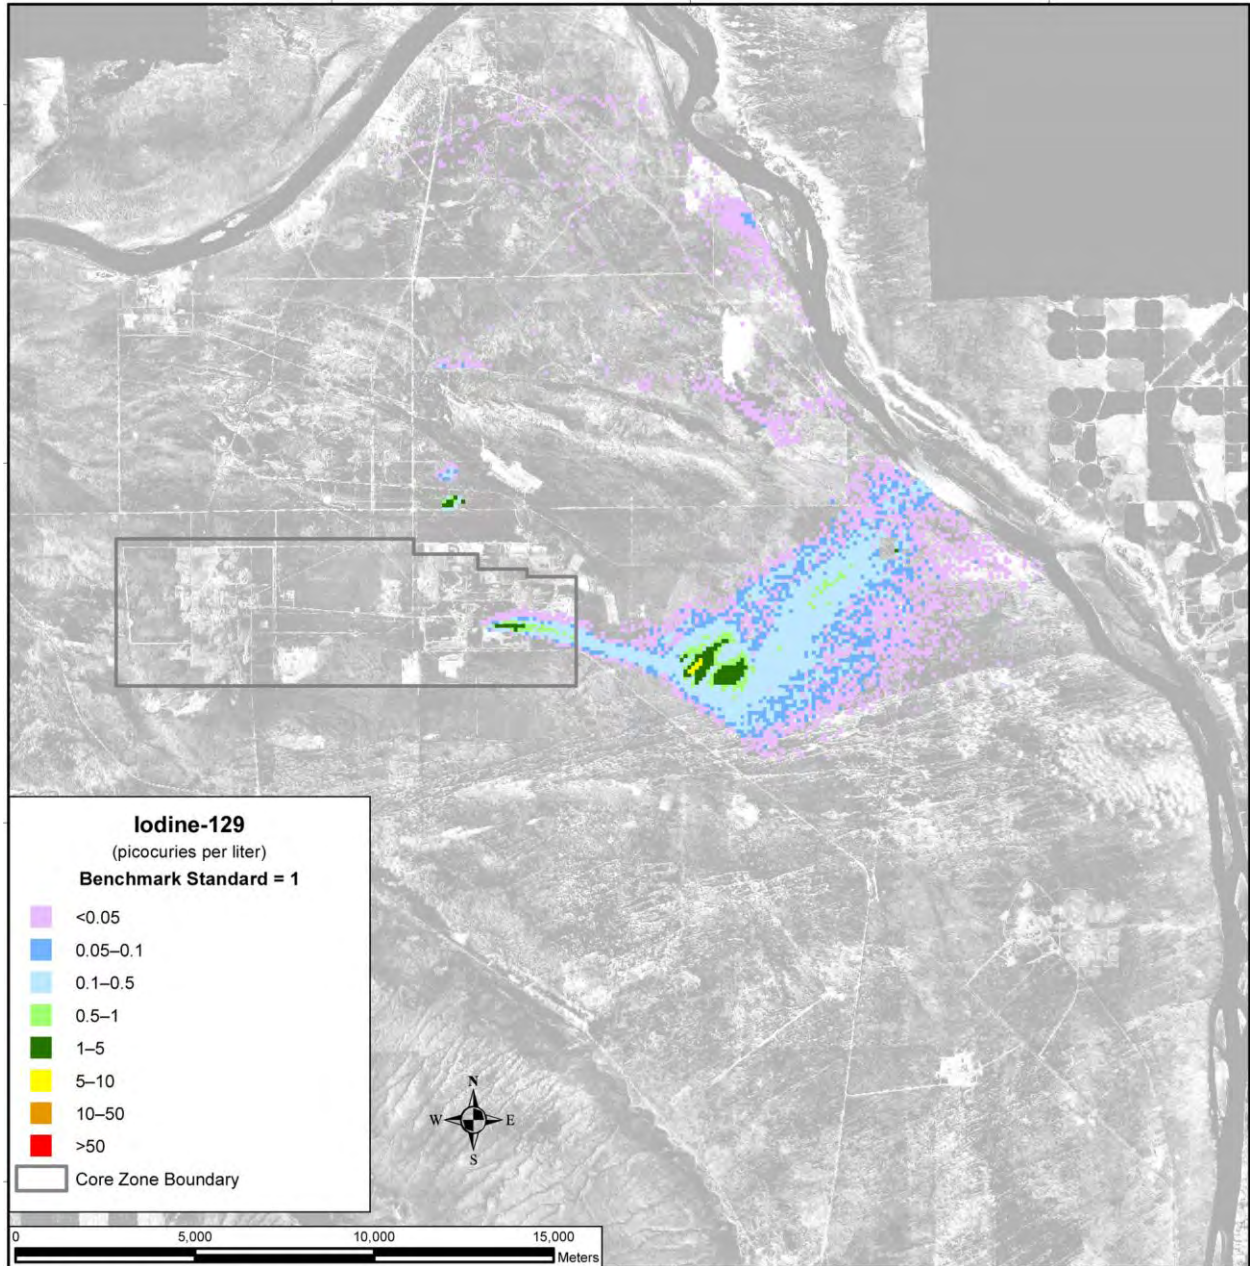 Iodine-129
(picocuries per liter)
Benchmark Standard = 1
<0.05
0.05–0.1
0.1–0.5
0.5–1
1–5
5–10
10–50
>50
Core Zone Boundary
N
W E
S
0 5,000 10,000 15,000
Meters